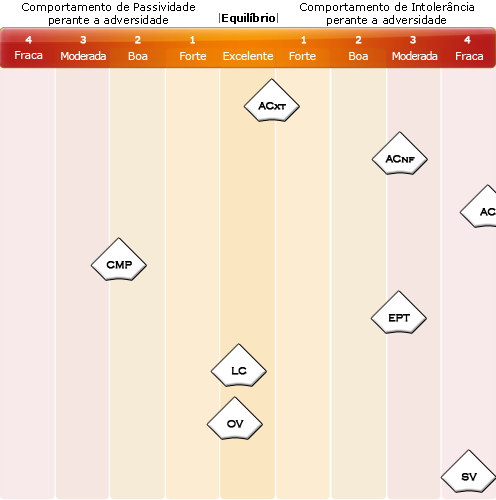 Comportamento de Passividade
perante a adversidade
|Equilíbrio|
Comportamento de Intolerância
perante a adversidade
4 3 2 1 1 2 3 4
Fraca Moderada Boa Forte Excelente Forte Boa Moderada Fraca
ACXT
ACNF
AC
CMP
EPT
LC
OV
SV